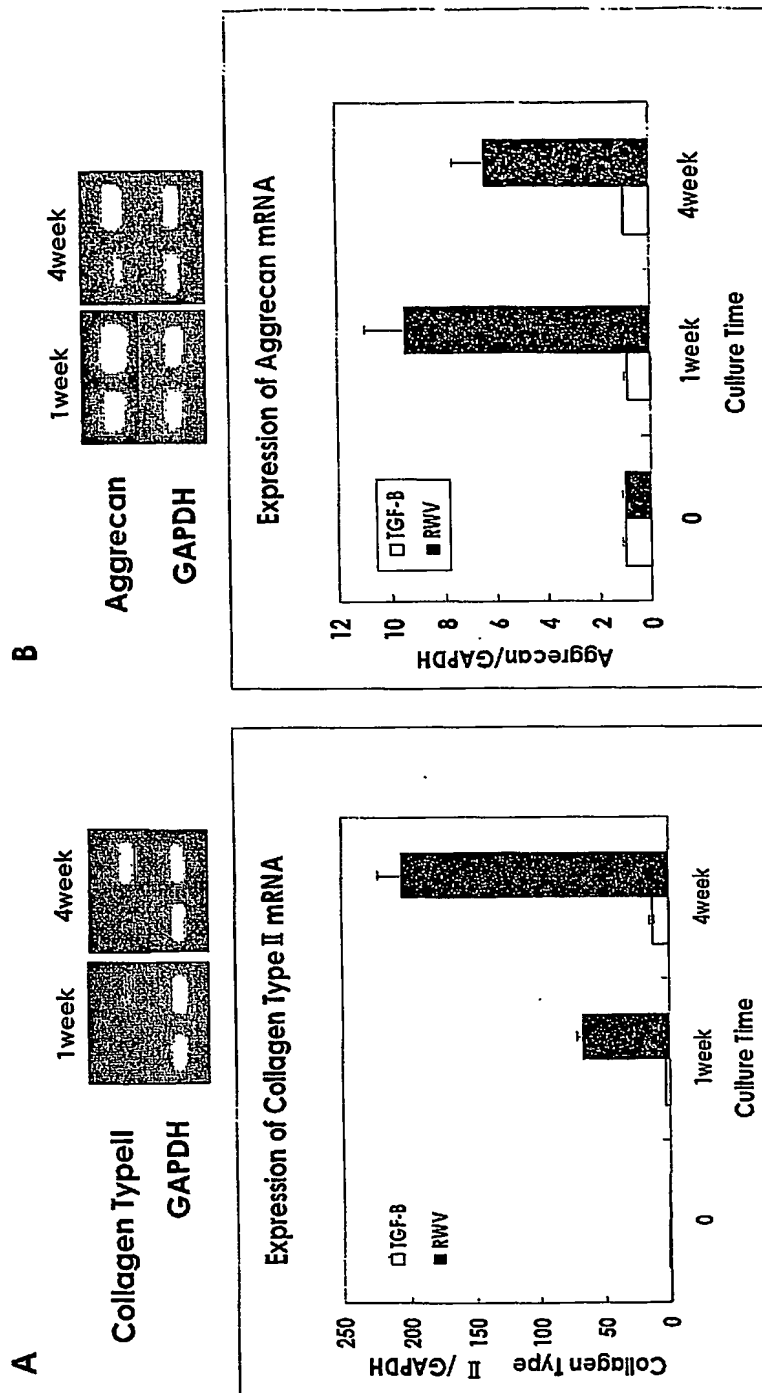 A
1week 4week
Collagen TypeII
GAPDH
Expression of Collagen Type II mRNA
Collagen Type
II /GAPDH
250
200
150
100
50
0
TGF-B
RWV
0 1week 4week
Culture Time
B
1week 4week
Aggrecan
GAPDH
Expression of Aggrecan mRNA
Aggrecan/GAPDH
12
10
8
6
4
2
0
TGF-B
RWV
0 1week 4week
Culture Time